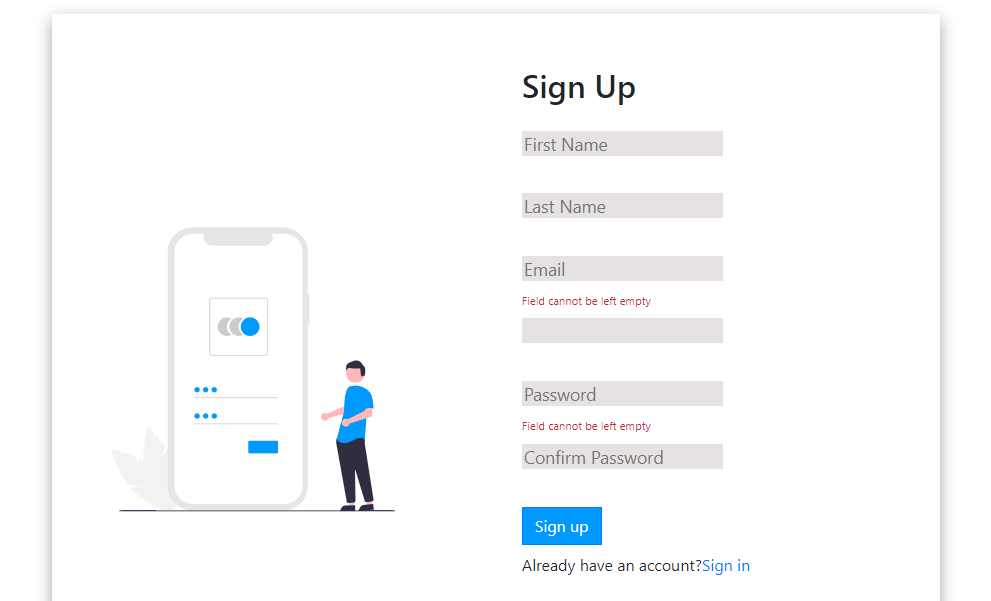 Sign Up
First Name
Last Name
Email
Field cannot be left empty
Password
Field cannot be left empty
Confirm Password
Sign up
Already have an account?Sign in